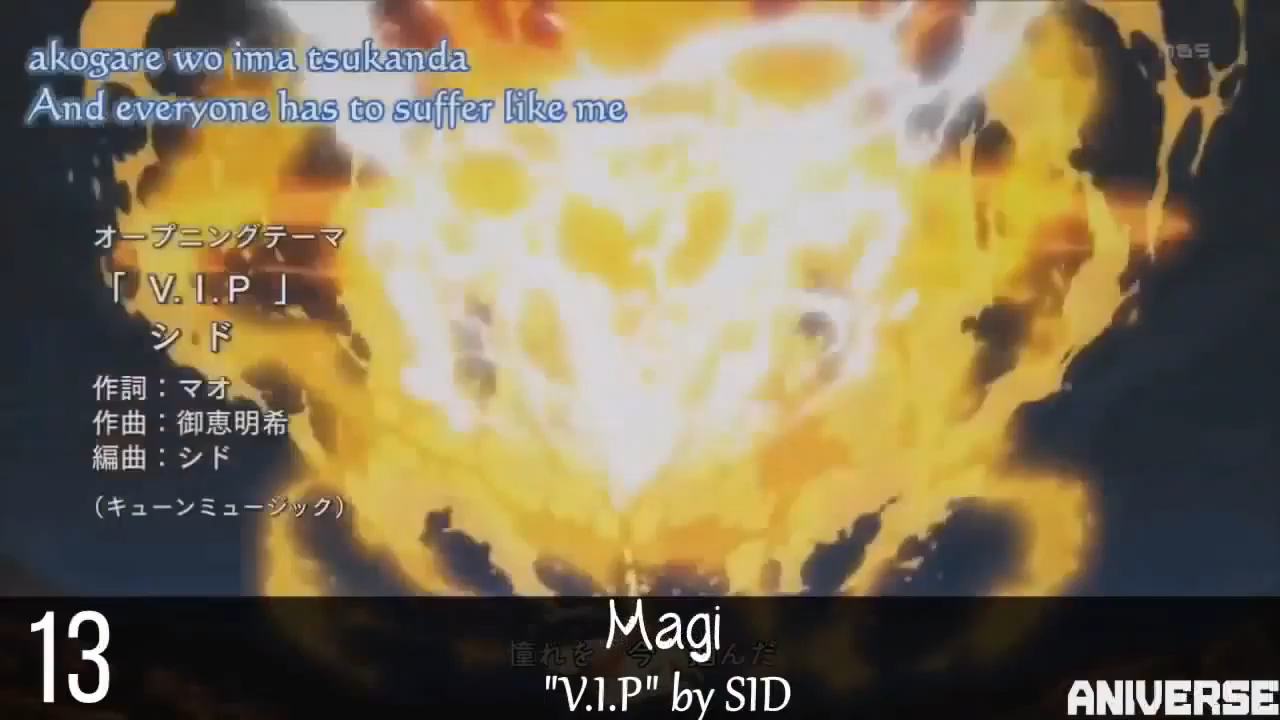 akogare wo ima tsukanda
And everyone has to suffer like me
オープニングテーマ
「 V.I.P 」
シド
作詞：マオ
作曲：御恵明希
編曲：シド
（キューンミュージック）
13
Magi
憧れを 今 掴んだ
"V.I.P" by SID
ANIVERSE